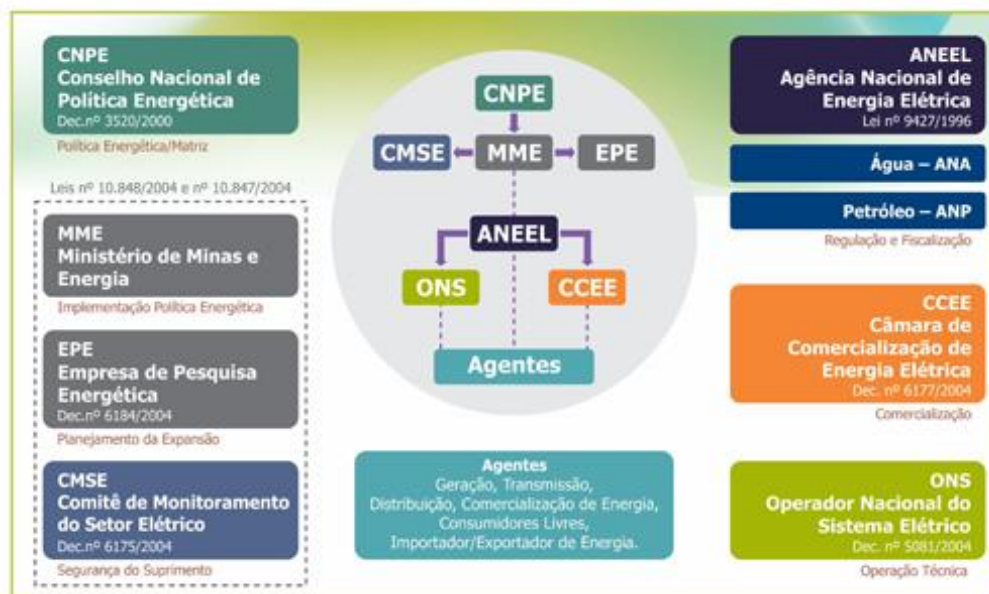 CNPE
Conselho Nacional de
Política Energética
Dec.nº 3520/2000
Política Energética/Matriz
Leis nº 10.848/2004 e nº 10.847/2004
MME
Ministério de Minas e
Energia
Implementação Política Energética
EPE
Empresa de Pesquisa
Energética
Dec.nº 6184/2004
Planejamento da Expansão
CMSE
Comitê de Monitoramento
do Setor Elétrico
Dec.nº 6175/2004
Segurança do Suprimento
CNPE
CMSE
MME
EPE
ANEEL
ONS
CCEE
Agentes
Agentes
Geração, Transmissão,
Distribuição, Comercialização de Energia,
Consumidores Livres,
Importador/Exportador de Energia.
ANEEL
Agência Nacional de
Energia Elétrica
Lei nº 9427/1996
Água – ANA
Petróleo – ANP
Regulação e Fiscalização
CCEE
Câmara de
Comercialização de
Energia Elétrica
Dec. nº 6177/2004
Comercialização
ONS
Operador Nacional do
Sistema Elétrico
Dec. nº 5081/2004
Operação Técnica